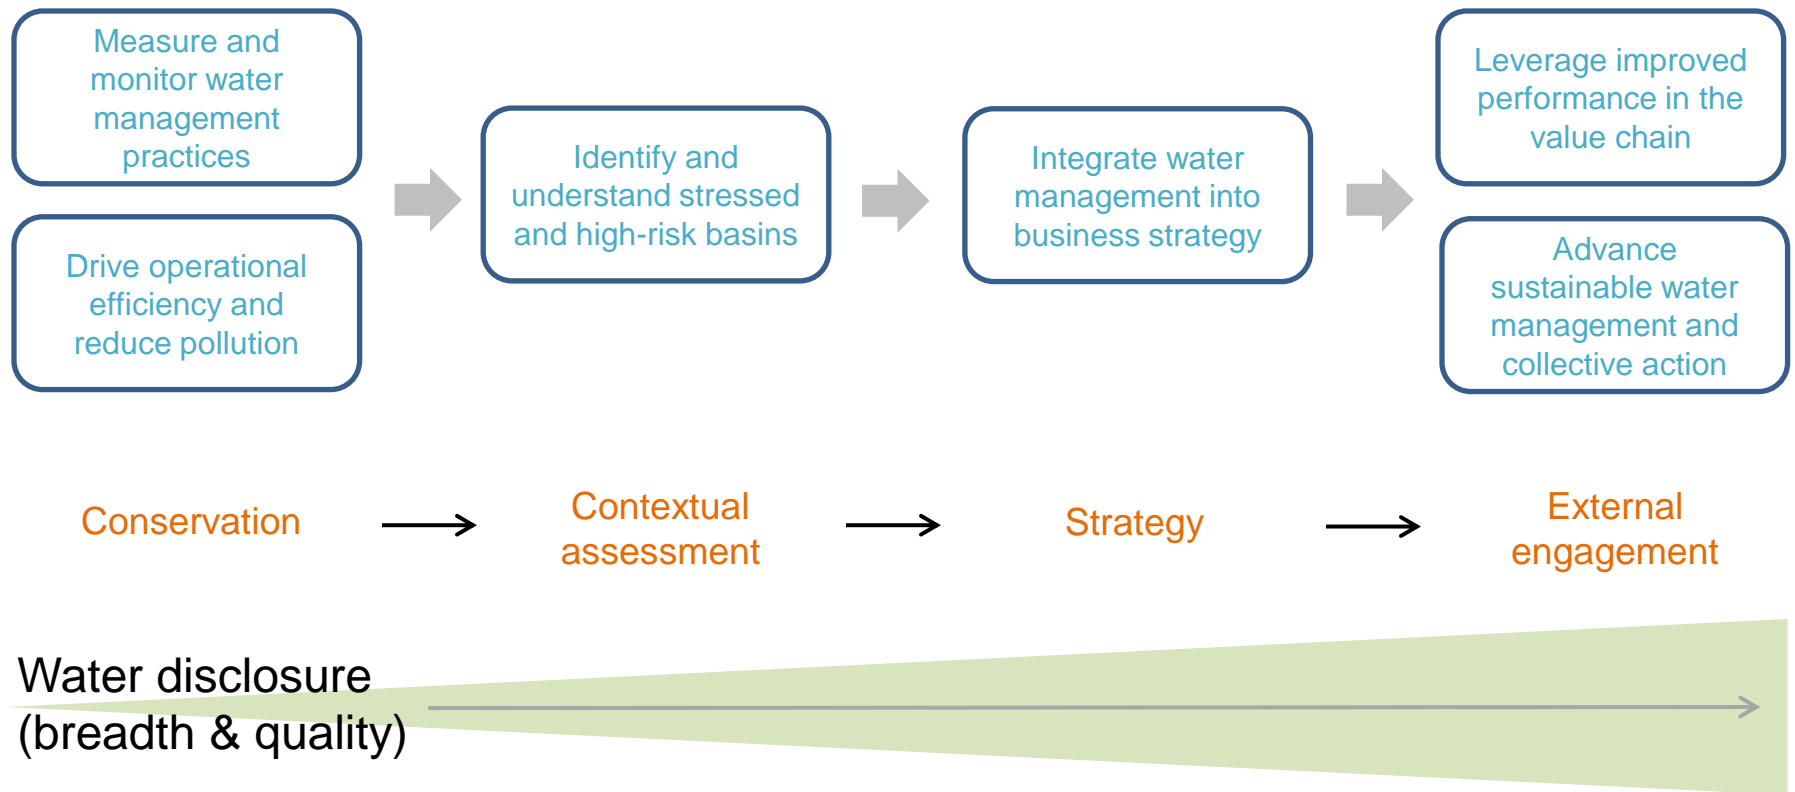 Measure and
monitor water
management
practices
Drive operational
efficiency and
reduce pollution
Identify and
understand stressed
and high-risk basins
Integrate water
management into
business strategy
Leverage improved
performance in the
value chain
Advance
sustainable water
management and
collective action
Conservation
Contextual
assessment
Strategy
External
engagement
Water disclosure
(breadth & quality)